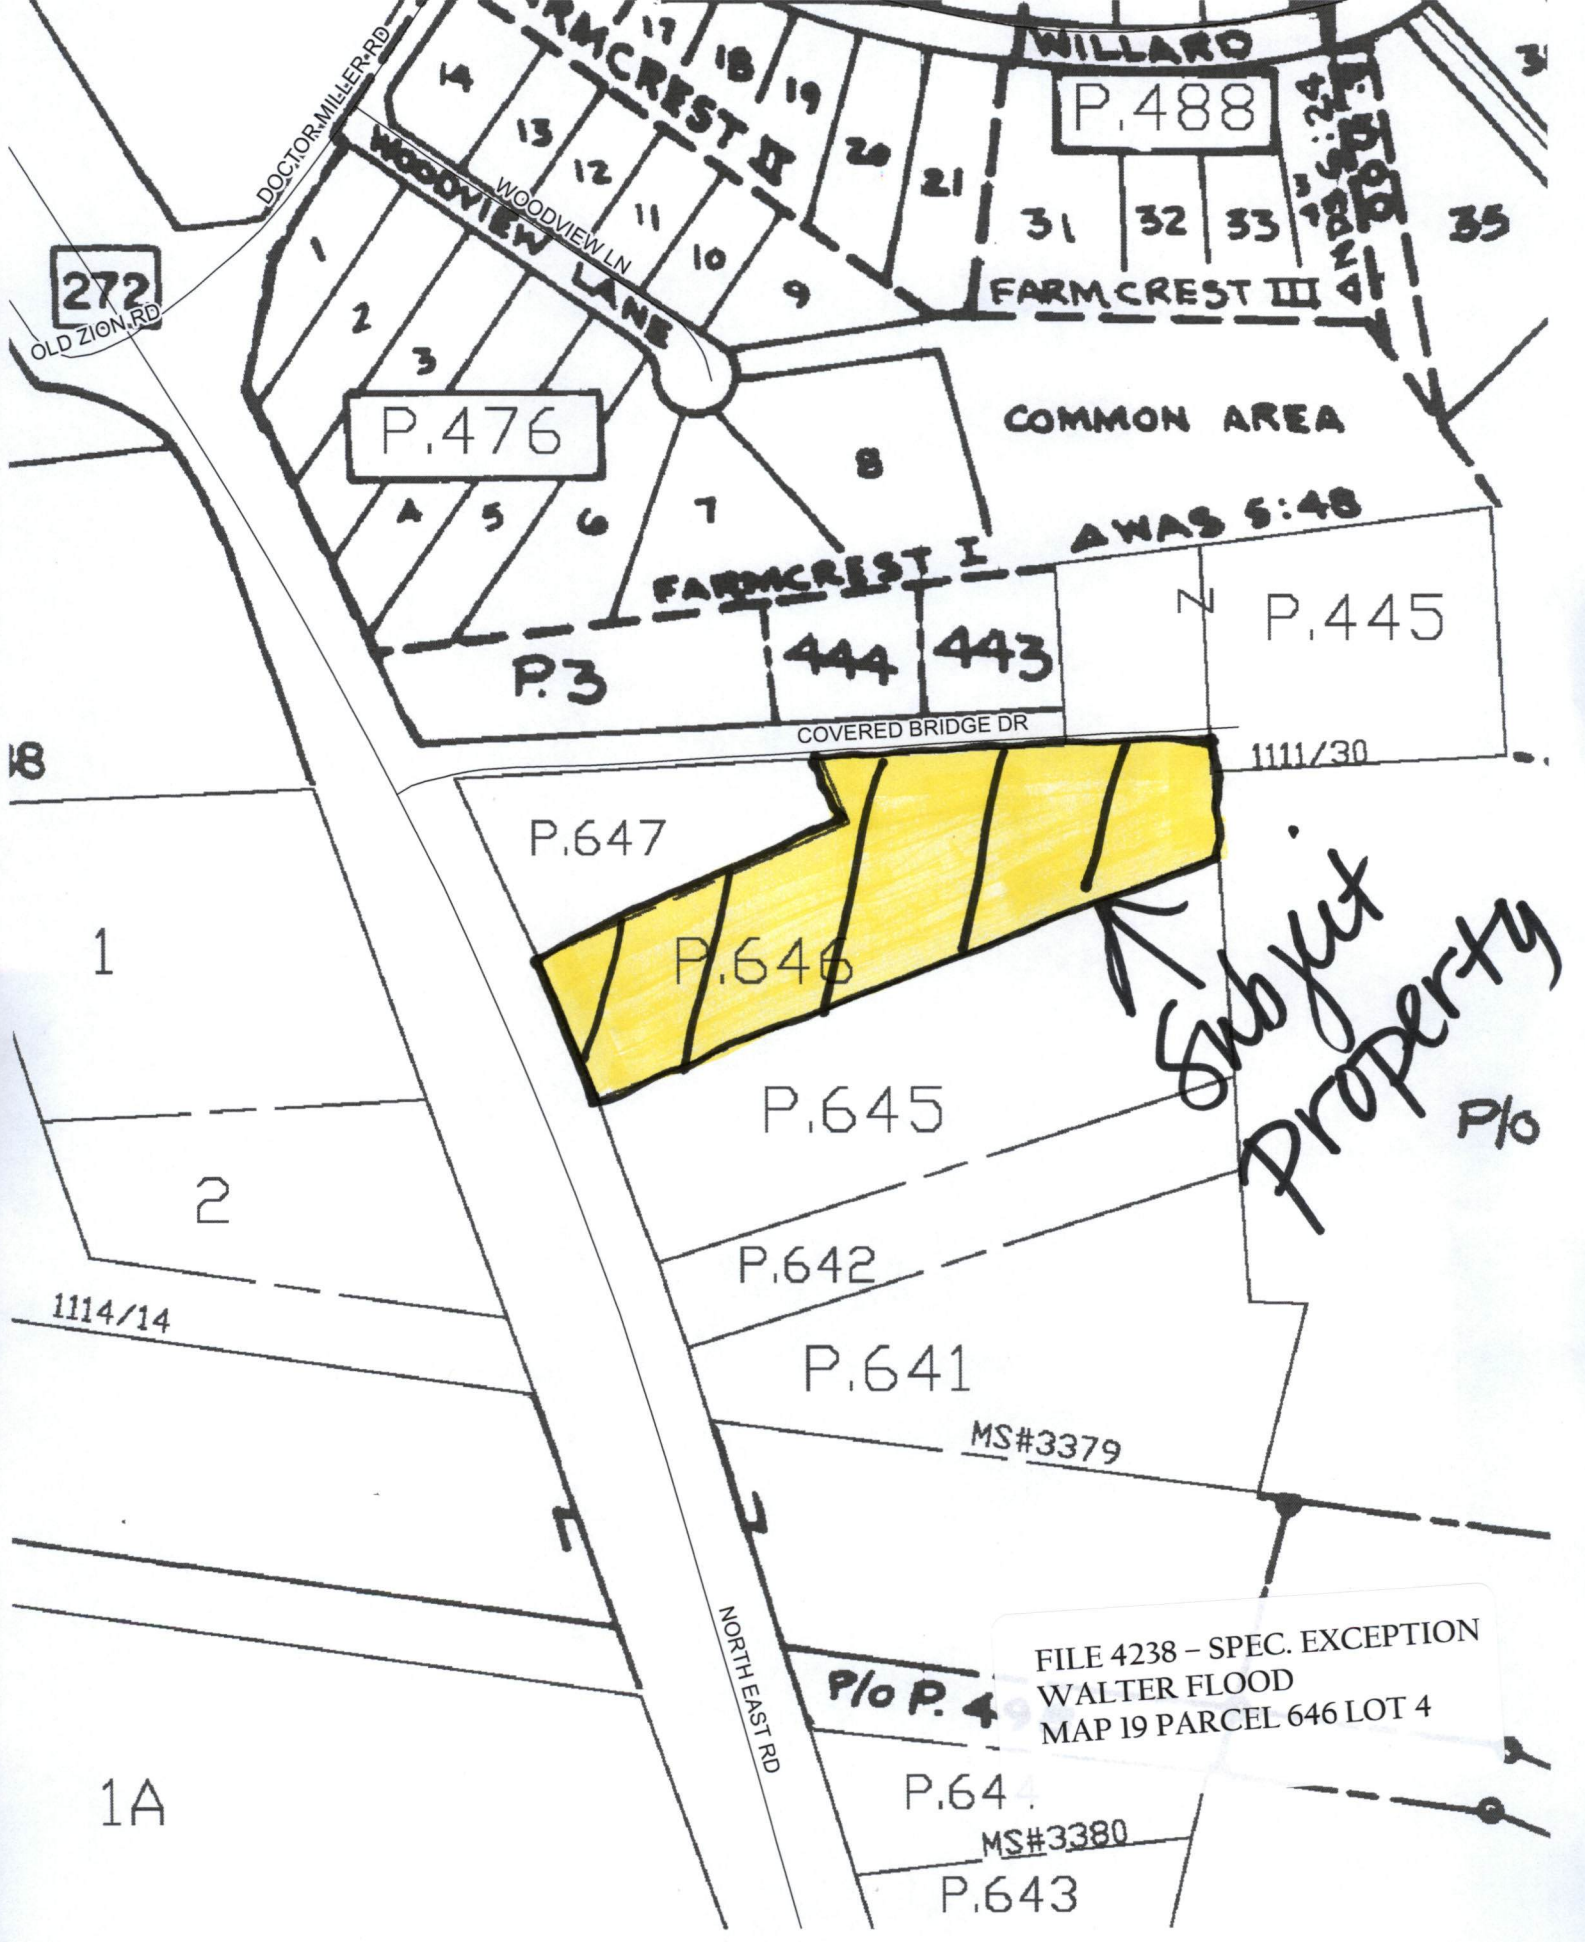 DOCTOR MILLER RD
14
13
12
11
10
9
FARMCREST II
17
18
19
20
21
WILLARD
P.488
31
32
33
35
FARMCREST III
WOODVIEW LANE
WOODVIEW LN
272
OLD ZION RD
1
2
3
P.476
4
5
6
7
8
COMMON AREA
AWAS 5:48
FARMCREST I
P.3
444
443
Z
P.445
COVERED BRIDGE DR
1111/30
P.647
P.646
Subject
Property
1
P.645
P/O
2
P.642
1114/14
P.641
MS#3379
NORTH EAST RD
P/O P. 4
FILE 4238 – SPEC. EXCEPTION
WALTER FLOOD
MAP 19 PARCEL 646 LOT 4
P.64
1A
MS#3380
P.643